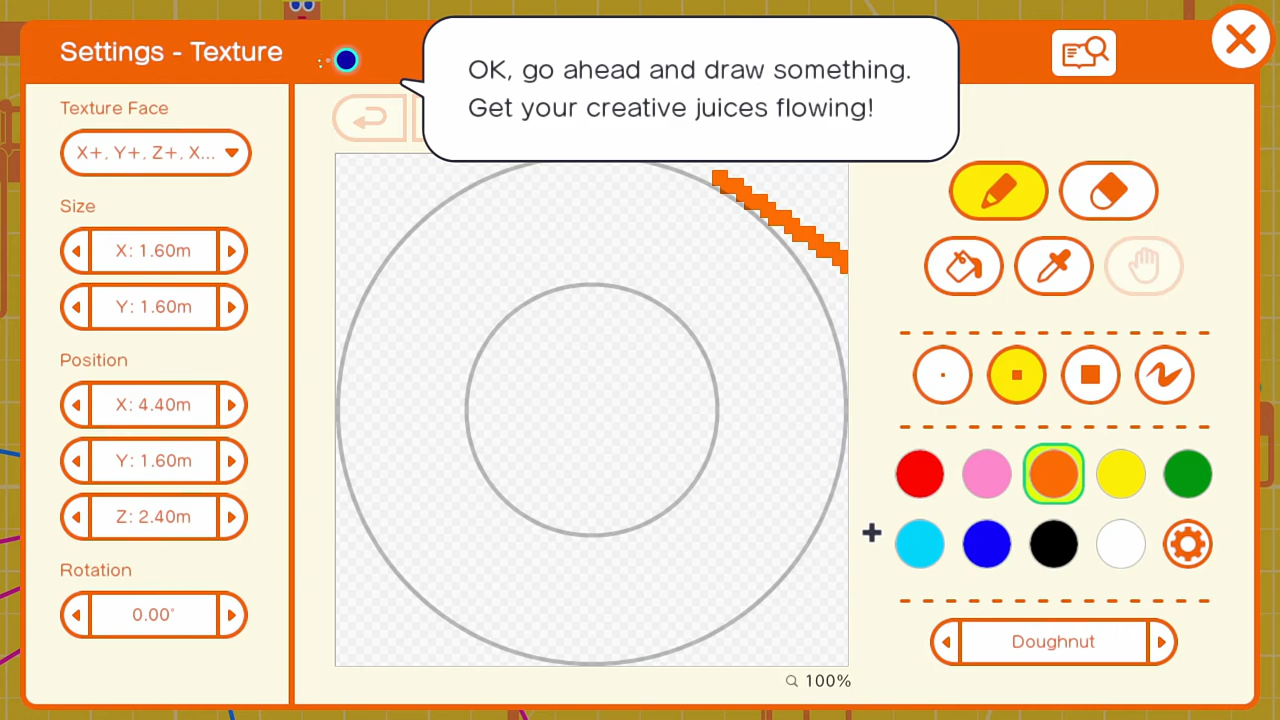 Settings - Texture
OK, go ahead and draw something.
Get your creative juices flowing!
Texture Face
X+, Y+, Z+, X...
Size
X: 1.60m
Y: 1.60m
Position
X: 4.40m
Y: 1.60m
Z: 2.40m
Rotation
0.00°
Doughnut
100%